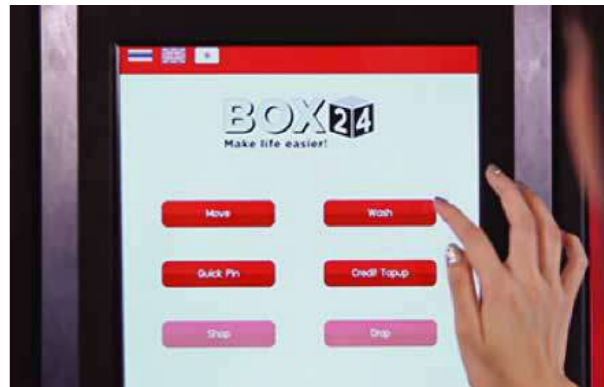 BOX24
Make life easier!
Move
Wash
Quick Pin
Credit Topup
Shop
Drop